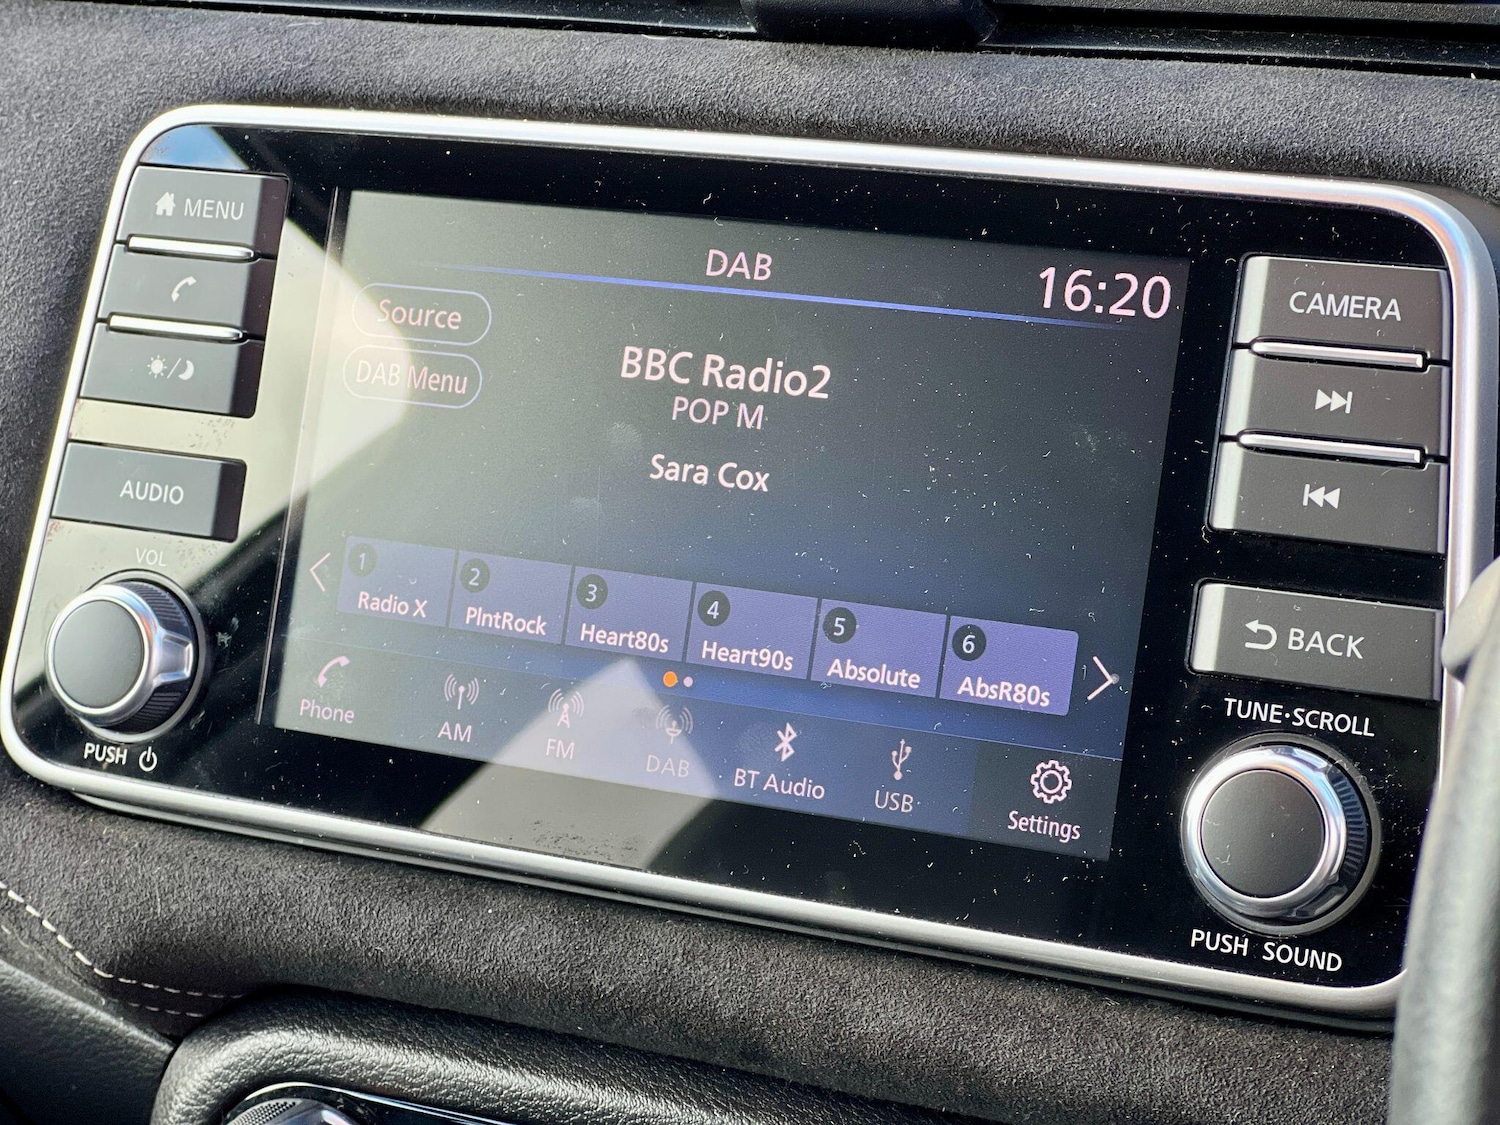 MENU
AUDIO
VOL
PUSH
DAB
16:20
Source
DAB Menu
BBC Radio2
POP M
Sara Cox
1 Radio X
2 PlntRock
3 Heart80s
4 Heart90s
5 Absolute
6 AbsR80s
Phone
AM
FM
DAB
BT Audio
USB
Settings
CAMERA
BACK
TUNE·SCROLL
PUSH SOUND